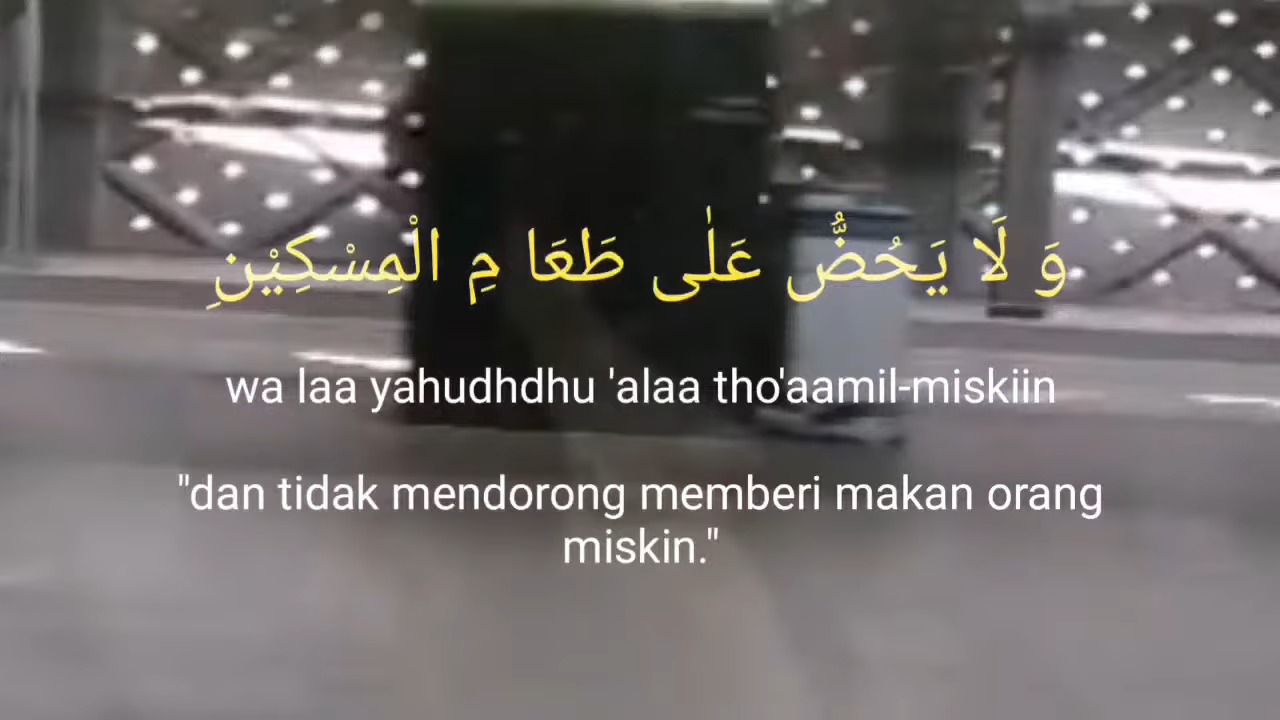 وَ لَا يَحُضُّ عَلٰى طَعَا مِ الْمِسْكِيْنِ
wa laa yahudhdhu 'alaa tho'aamil-miskiin
"dan tidak mendorong memberi makan orang
miskin."